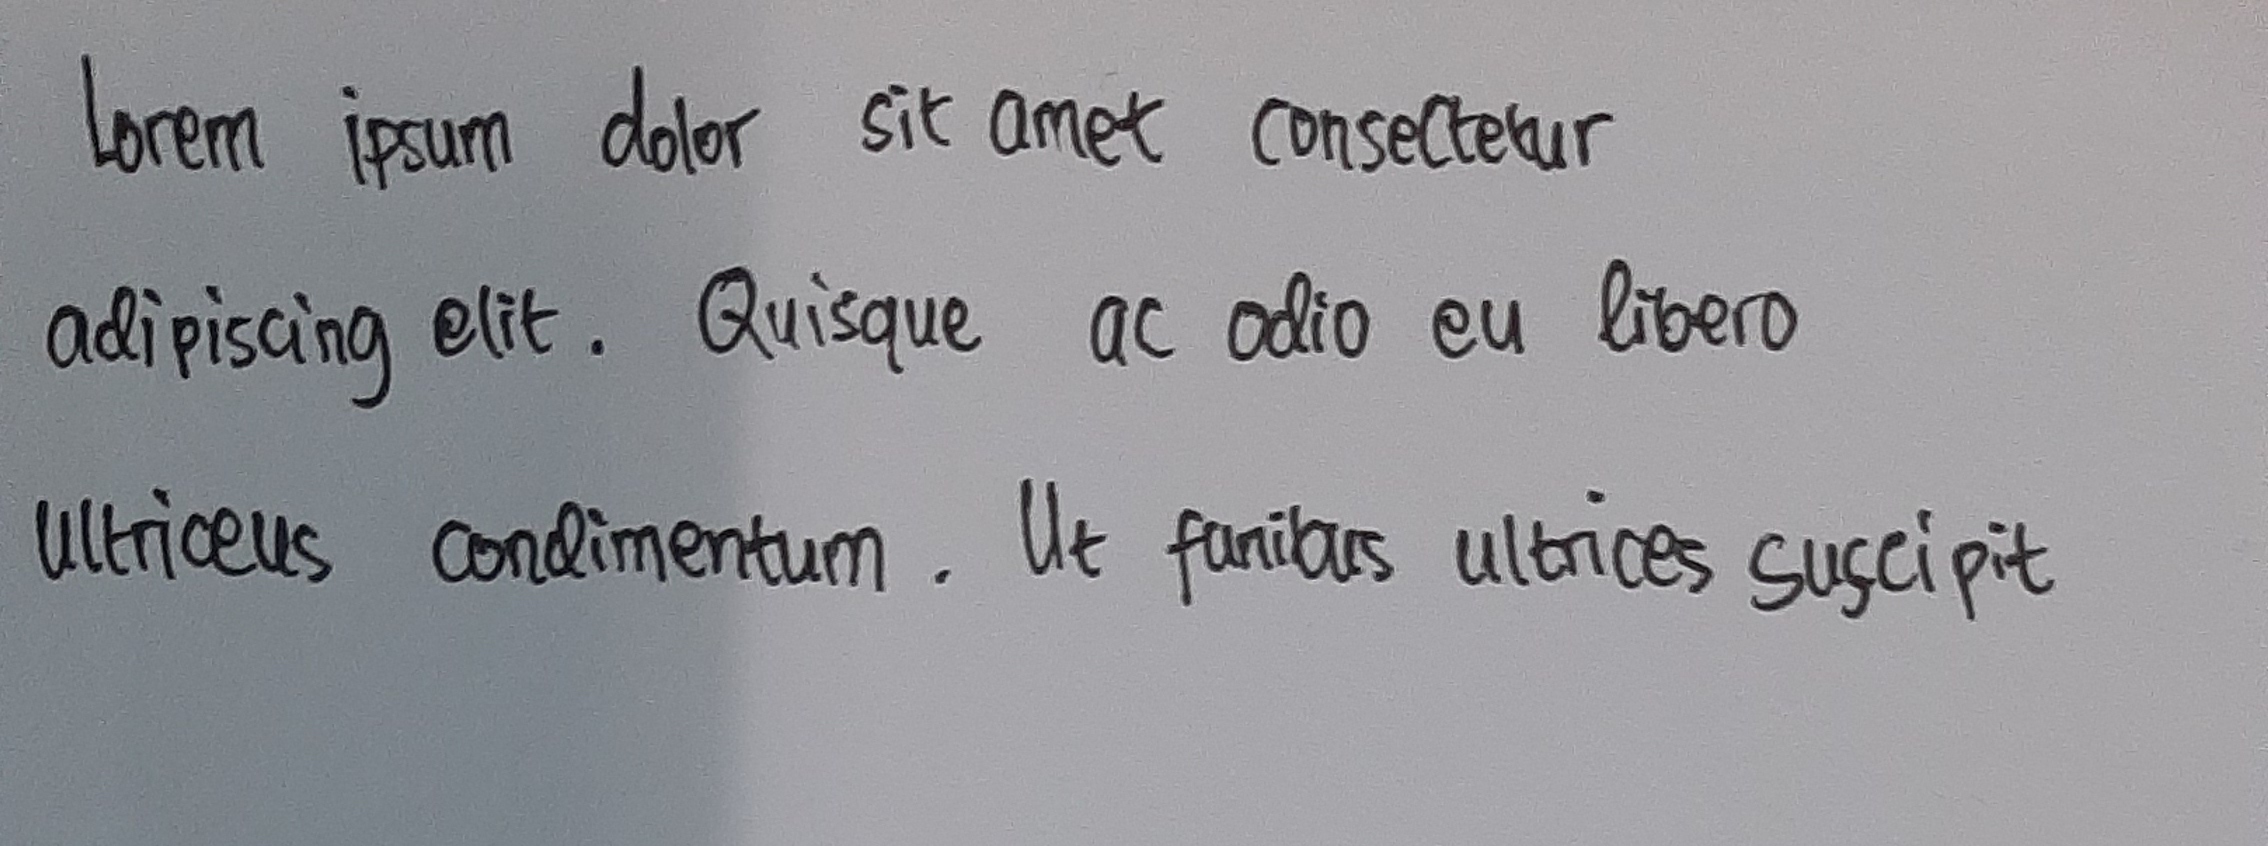 Lorem ipsum dolor sit amet consectetur
adipiscing elit. Quisque ac odio eu libero
ultriceus condimentum. Ut fanibus ultrices suscipit